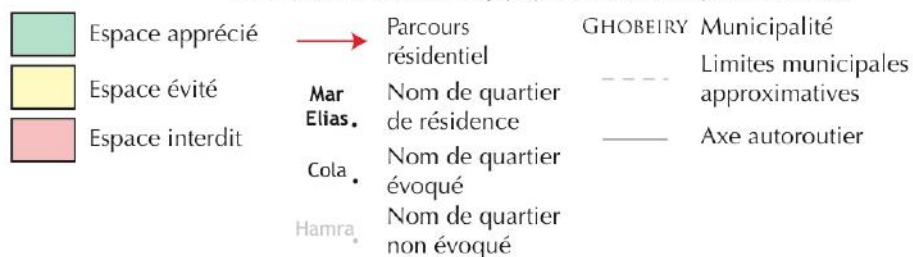 Espace apprécié
Espace évité
Espace interdit
Parcours
résidentiel
Mar
Elias
Nom de quartier
de résidence
Cola
Nom de quartier
évoqué
Hamra
Nom de quartier
non évoqué
GHOBEIRY Municipalité
Limites municipales
approximatives
Axe autoroutier